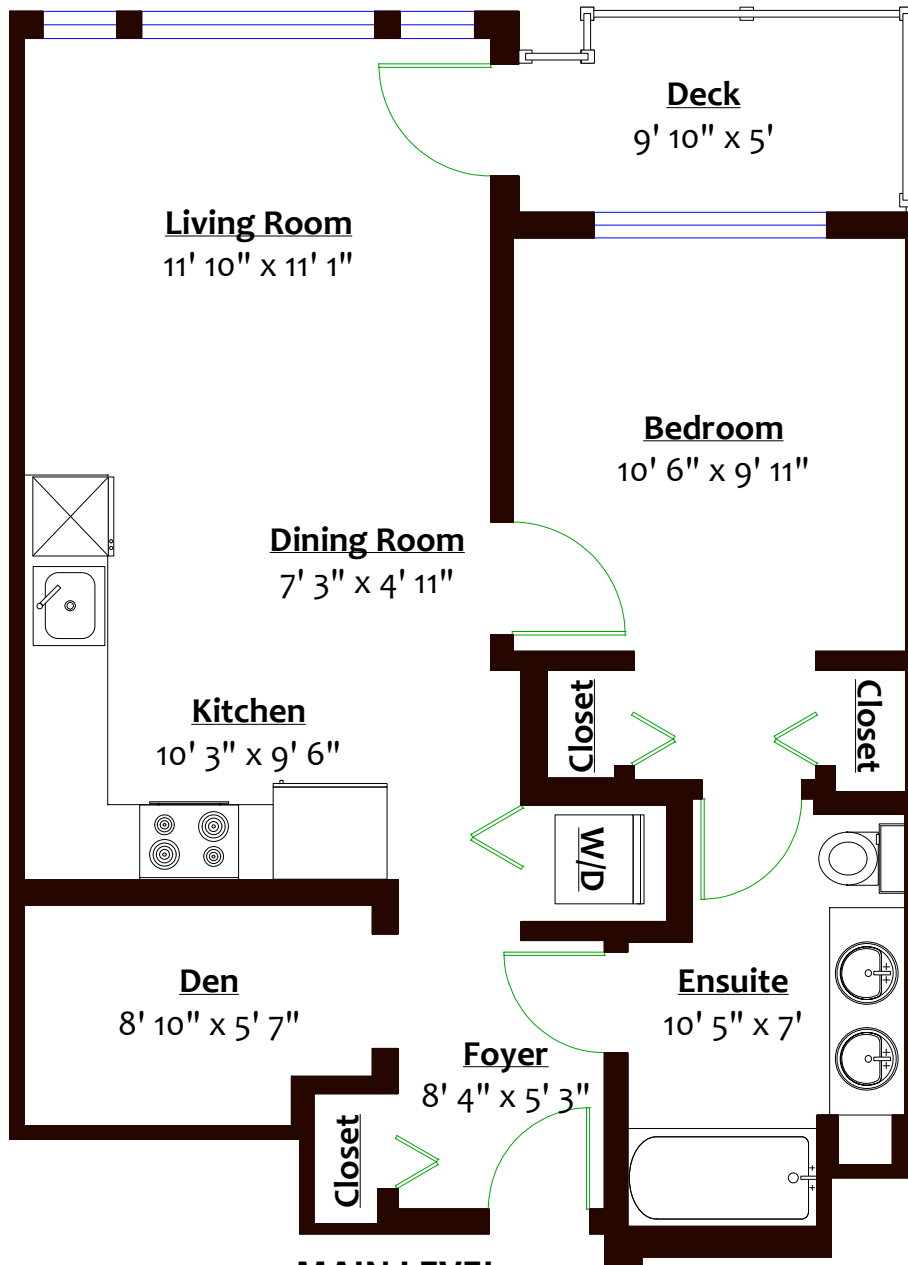 Deck
9' 10" x 5'
Living Room
11' 10" x 11' 1"
Bedroom
10' 6" x 9' 11"
Dining Room
7' 3" x 4' 11"
Closet
Closet
Kitchen
10' 3" x 9' 6"
W/D
Den
8' 10" x 5' 7"
Ensuite
10' 5" x 7'
Foyer
8' 4" x 5' 3"
Closet
MAIN LEVEL